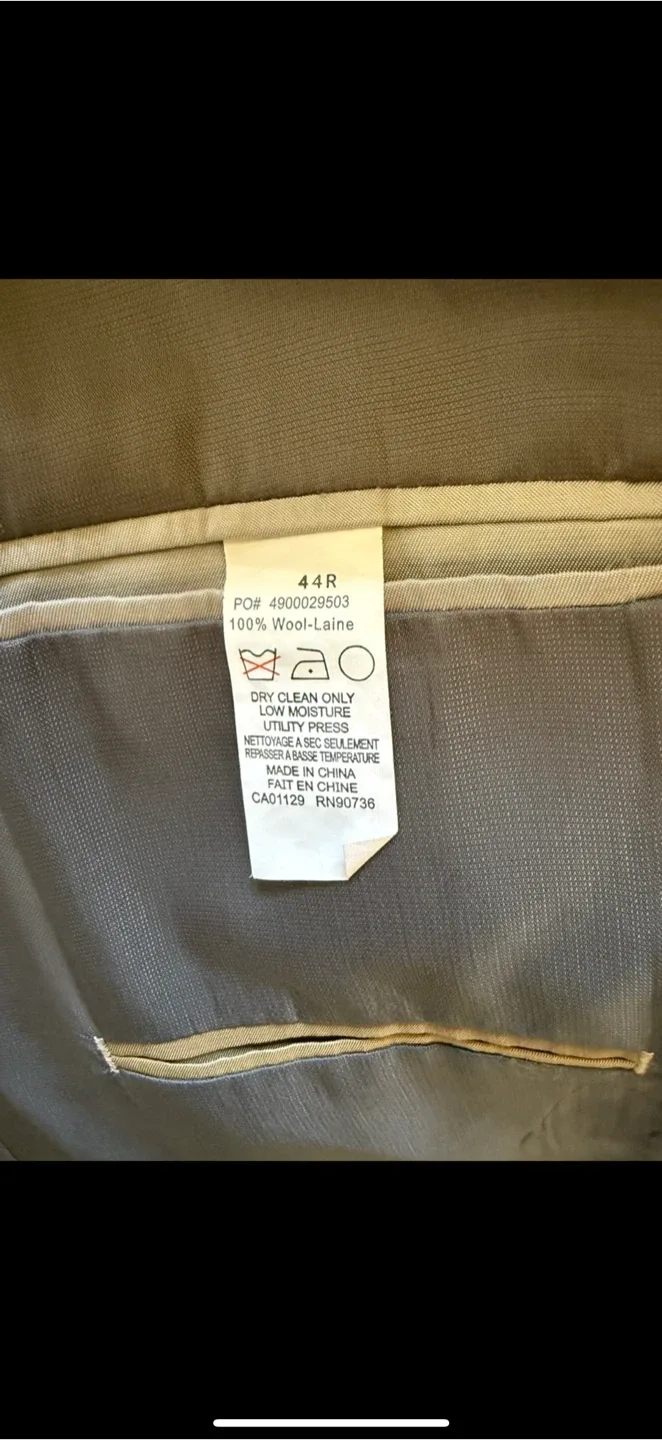 44R
PO# 4900029503
100% Wool-Laine
DRY CLEAN ONLY
LOW MOISTURE
UTILITY PRESS
NETTOYAGE A SEC SEULEMENT
REPASSER A BASSE TEMPERATURE
MADE IN CHINA
FAIT EN CHINE
CA01129 RN90736